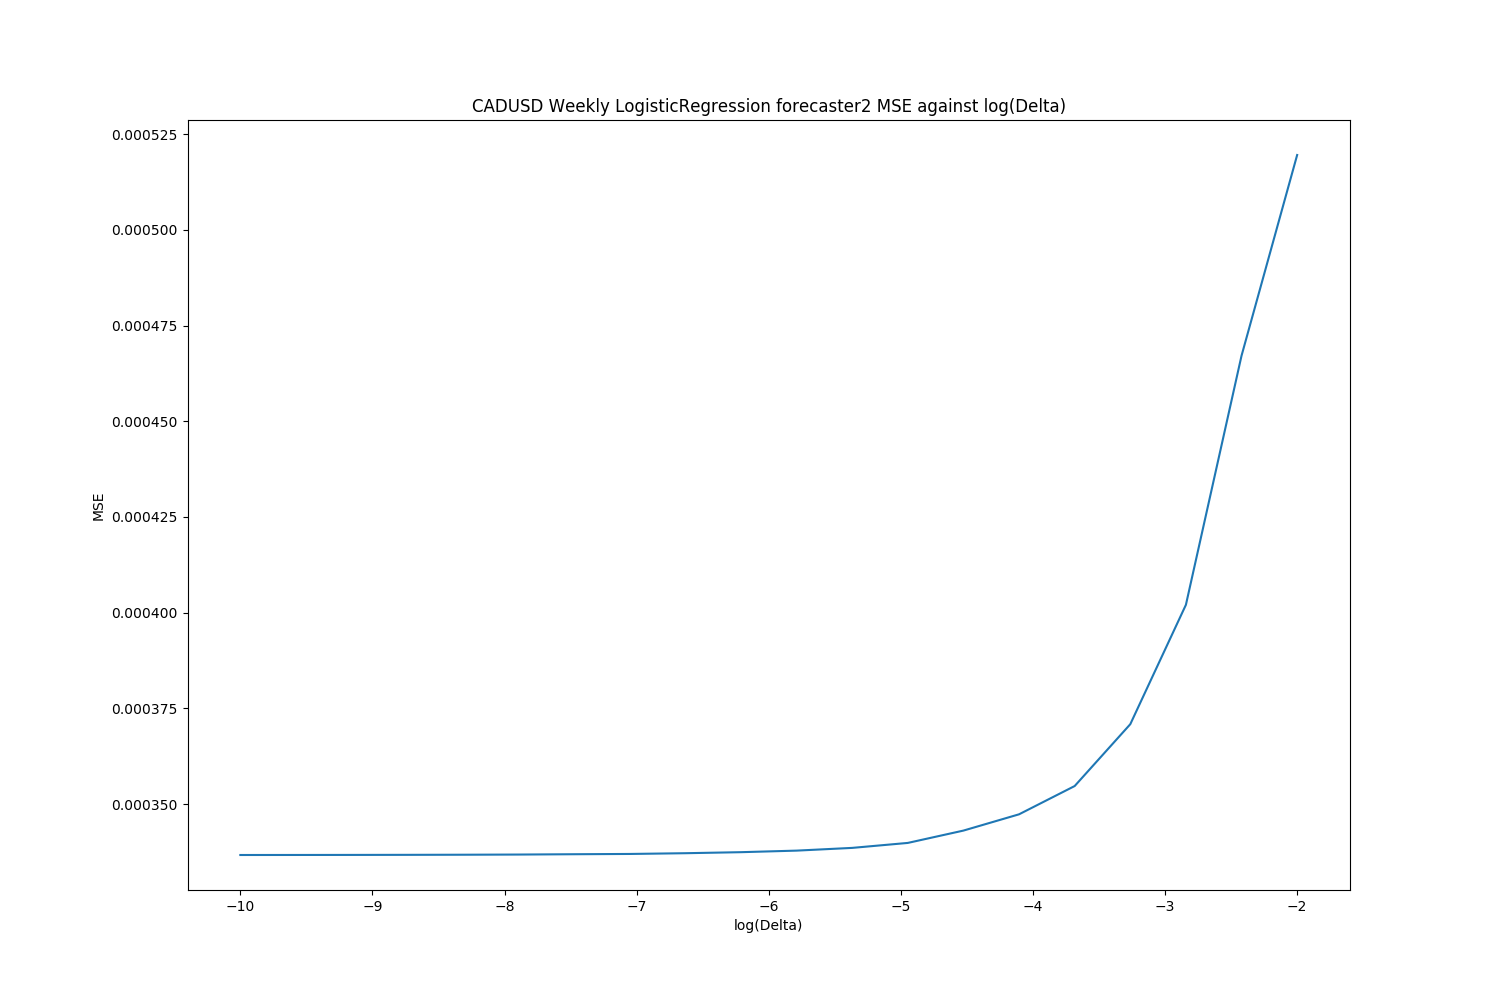 CADUSD Weekly LogisticRegression forecaster2 MSE against log(Delta)
0.000525
0.000500
0.000475
0.000450
0.000425
0.000400
0.000375
0.000350
MSE
−10 −9 −8 −7 −6 −5 −4 −3 −2
log(Delta)